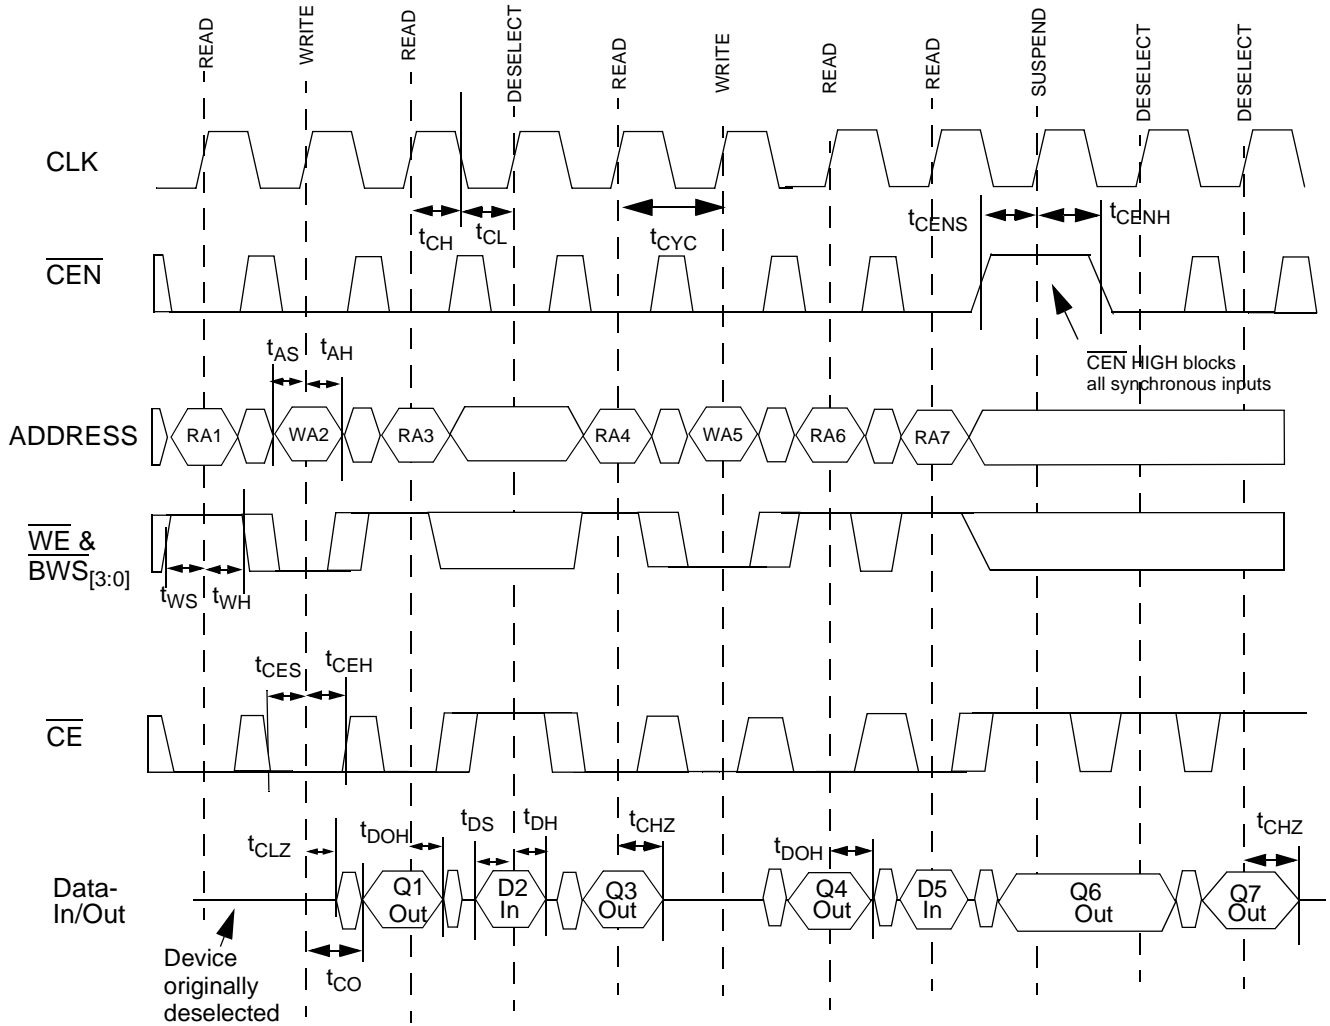 READ
WRITE
READ
DESELECT
READ
WRITE
READ
READ
SUSPEND
DESELECT
DESELECT
CLK
tCH
tCL
tCYC
tCENS
tCENH
CEN
CEN HIGH blocks
all synchronous inputs
tAS
tAH
ADDRESS
RA1
WA2
RA3
RA4
WA5
RA6
RA7
WE &
BWS[3:0]
tWS
tWH
tCES
tCEH
CE
tCLZ
tDOH
tDS
tDH
tCHZ
tDOH
tCHZ
Data-
In/Out
Q1
Out
D2
In
Q3
Out
Q4
Out
D5
In
Q6
Out
Q7
Out
tCO
Device
originally
deselected